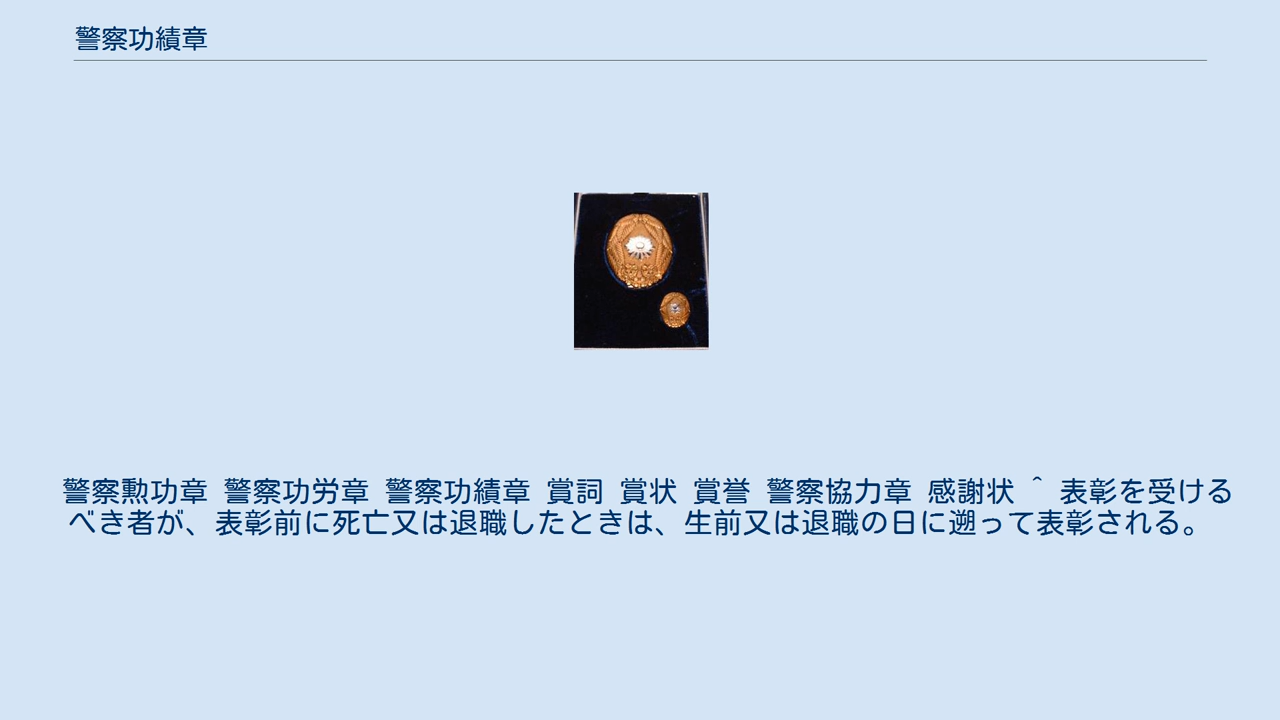 警察功績章
警察勲功章 警察功労章 警察功績章 賞詞 賞状 賞誉 警察協力章 感謝状 ^ 表彰を受ける
べき者が、表彰前に死亡又は退職したときは、生前又は退職の日に遡って表彰される。